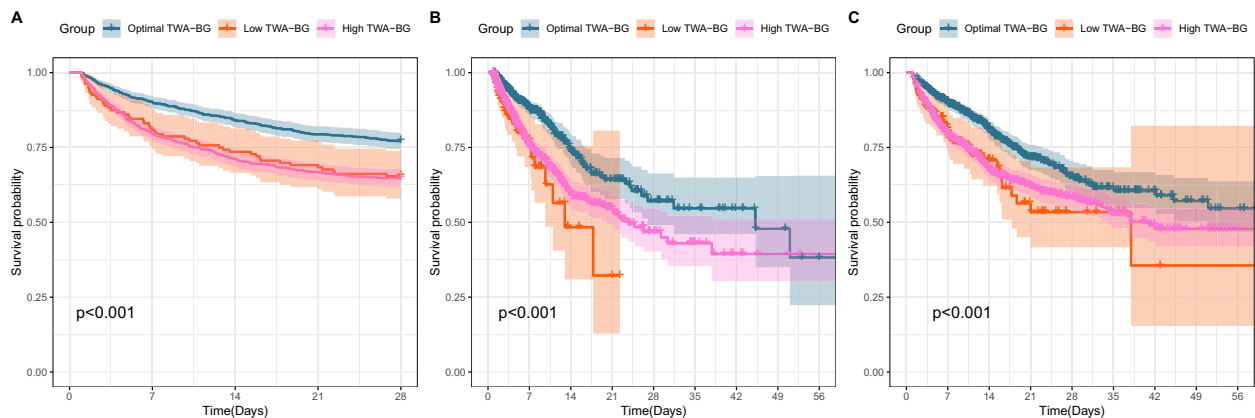 A
Group Optimal TWA−BG Low TWA−BG High TWA−BG
Survival probability
1.00
0.75
0.50
0.25
0.00
p<0.001
0 7 14 21 28
Time(Days)
B
Group Optimal TWA−BG Low TWA−BG High TWA−BG
Survival probability
1.00
0.75
0.50
0.25
0.00
p<0.001
0 7 14 21 28 35 42 49 56
Time(Days)
C
Group Optimal TWA−BG Low TWA−BG High TWA−BG
Survival probability
1.00
0.75
0.50
0.25
0.00
p<0.001
0 7 14 21 28 35 42 49 56
Time(Days)